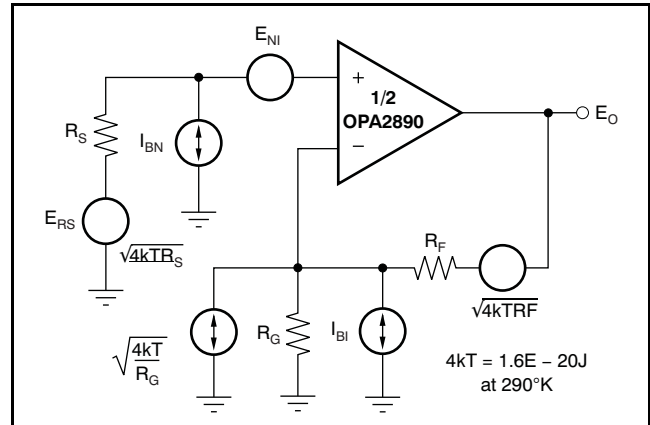 E_NI
+
1/2
OPA2890
−
E_O
R_S
I_BN
E_RS
√4kTR_S
R_F
√4kTRF
√(4kT/R_G)
R_G
I_BI
4kT = 1.6E − 20J
at 290°K